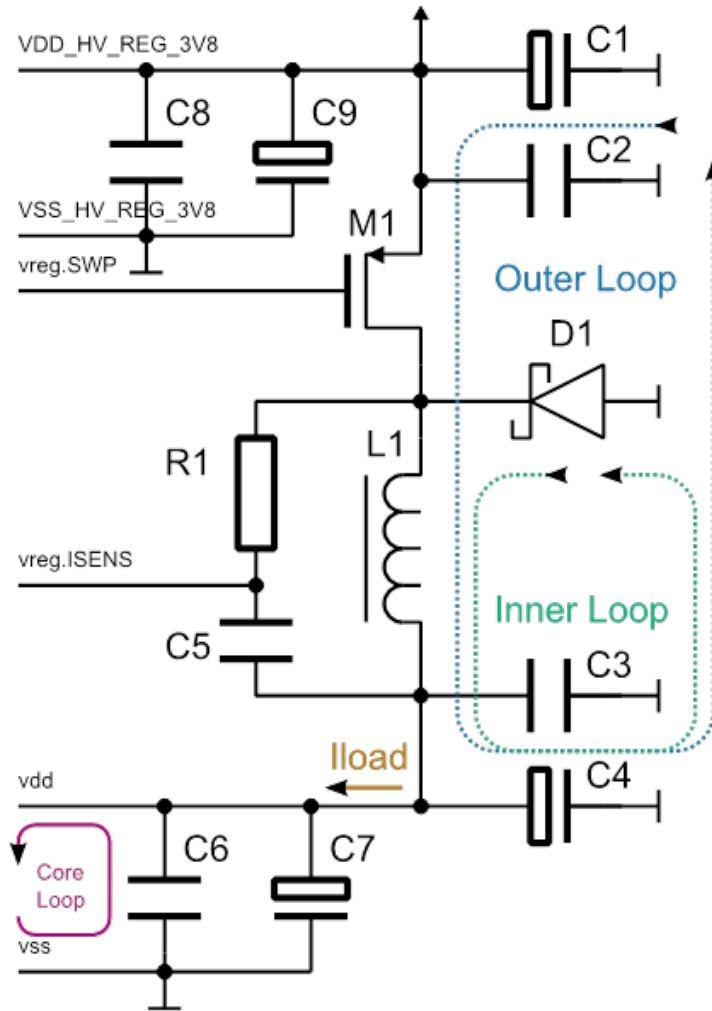 VDD_HV_REG_3V8
C1
C8
C9
C2
VSS_HV_REG_3V8
M1
vreg.SWP
Outer Loop
D1
L1
R1
vreg.ISENS
Inner Loop
C5
C3
Iload
vdd
C4
C6
C7
Core
Loop
vss